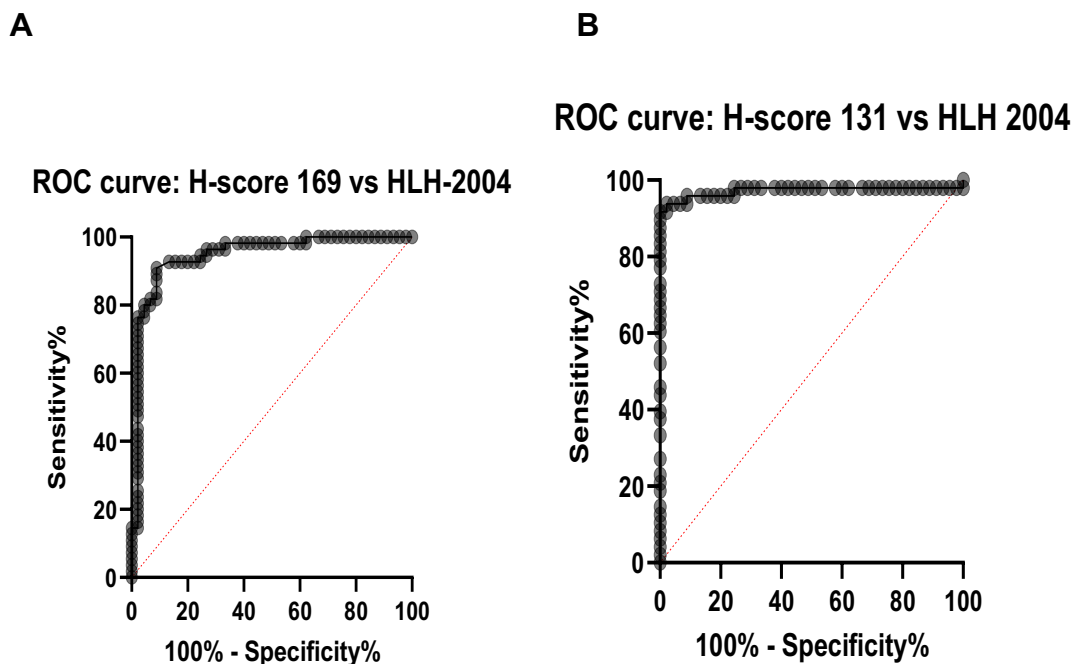 A
B
ROC curve: H-score 169 vs HLH-2004
Sensitivity%
100
80
60
40
20
0
0 20 40 60 80 100
100% - Specificity%
ROC curve: H-score 131 vs HLH 2004
Sensitivity%
100
80
60
40
20
0
0 20 40 60 80 100
100% - Specificity%